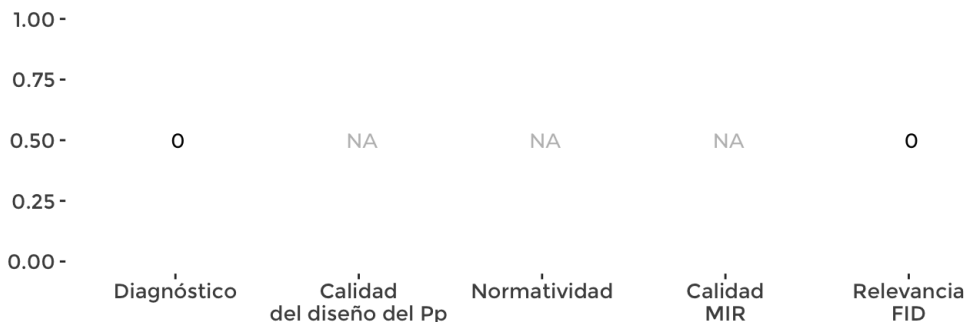 1.00
0.75
0.50
0.25
0.00
0
NA
NA
NA
0
Diagnóstico
Calidad
del diseño del Pp
Normatividad
Calidad
MIR
Relevancia
FID